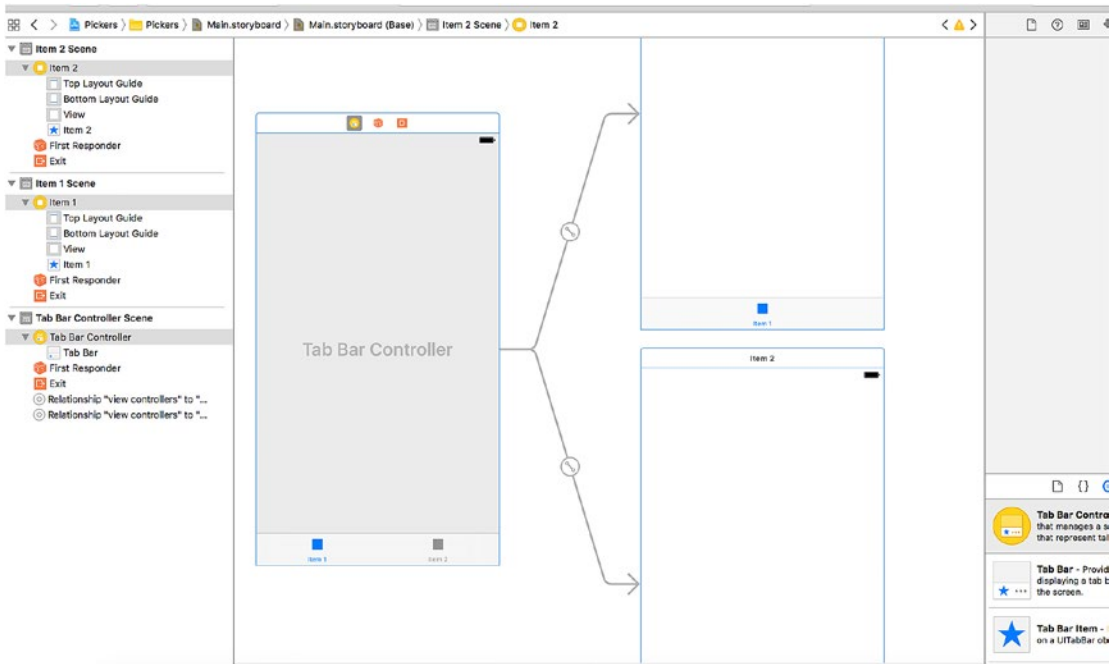 Pickers Pickers Main.storyboard Main.storyboard (Base) Item 2 Scene Item 2
Item 2 Scene
Item 2
Top Layout Guide
Bottom Layout Guide
View
Item 2
First Responder
Exit
Item 1 Scene
Item 1
Top Layout Guide
Bottom Layout Guide
View
Item 1
First Responder
Exit
Tab Bar Controller Scene
Tab Bar Controller
Tab Bar
First Responder
Exit
Relationship "view controllers" to "...
Relationship "view controllers" to "...
Tab Bar Controller
Item 1
Item 2
Item 1
Item 2
Tab Bar Contro
that manages a
that represent
Tab Bar - Provid
displaying a tab b
the screen.
Tab Bar Item -
on a UITabBar